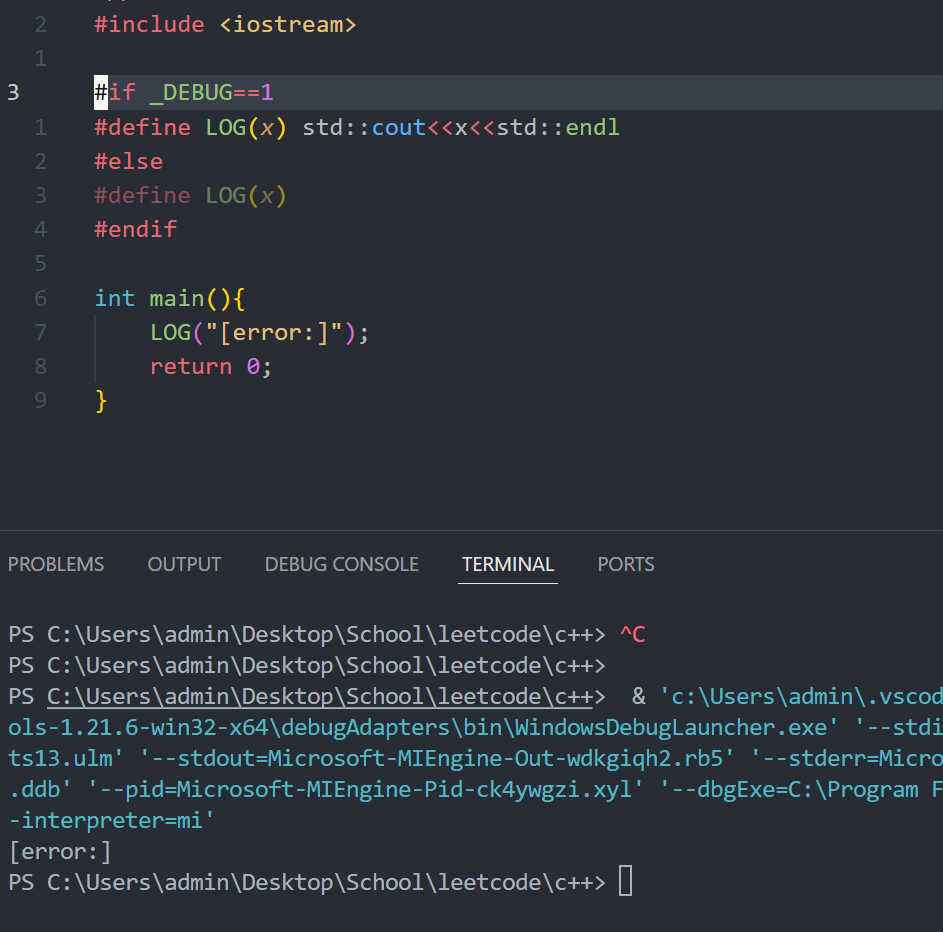 2 #include <iostream>
1
3 #if _DEBUG==1
1 #define LOG(x) std::cout<<x<<std::endl
2 #else
3 #define LOG(x)
4 #endif
5
6 int main(){
7 LOG("[error:]");
8 return 0;
9 }
PROBLEMS OUTPUT DEBUG CONSOLE TERMINAL PORTS
PS C:\Users\admin\Desktop\School\leetcode\c++> ^C
PS C:\Users\admin\Desktop\School\leetcode\c++>
PS C:\Users\admin\Desktop\School\leetcode\c++> & 'c:\Users\admin\.vscod
ols-1.21.6-win32-x64\debugAdapters\bin\WindowsDebugLauncher.exe' '--stdi
ts13.ulm' '--stdout=Microsoft-MIEngine-Out-wdkgiqh2.rb5' '--stderr=Micro
.ddb' '--pid=Microsoft-MIEngine-Pid-ck4ywgzi.xyl' '--dbgExe=C:\Program F
-interpreter=mi'
[error:]
PS C:\Users\admin\Desktop\School\leetcode\c++>